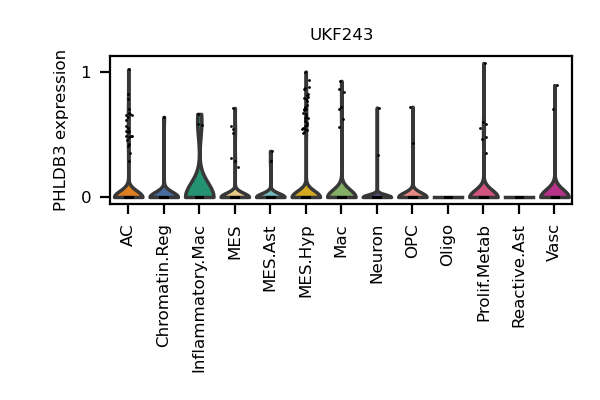 UKF243
PHLDB3 expression
1
0
AC
Chromatin.Reg
Inflammatory.Mac
MES
MES.Ast
MES.Hyp
Mac
Neuron
OPC
Oligo
Prolif.Metab
Reactive.Ast
Vasc